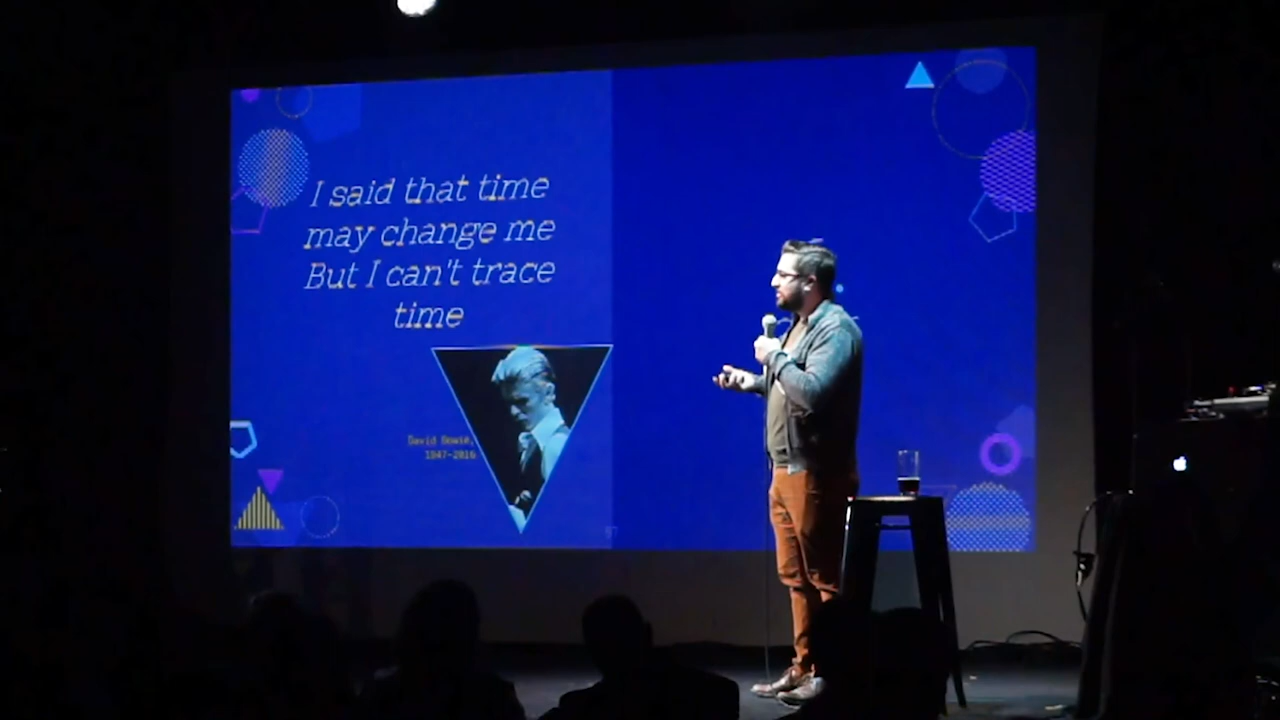 I said that time
may change me
But I can't trace
time
David Bowie,
1947-2016